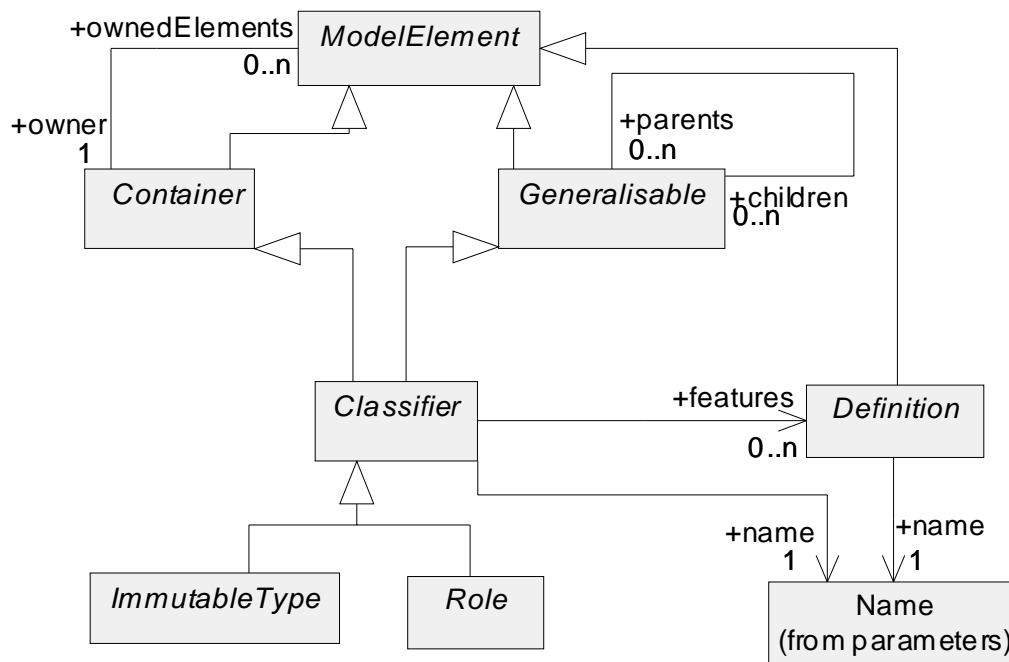 +ownedElements
ModelElement
0..n
+owner
1
+parents
0..n
Container
Generalisable
+children
0..n
Classifier
+features
0..n
Definition
+name
1
+name
1
ImmutableType
Role
Name
(from parameters)